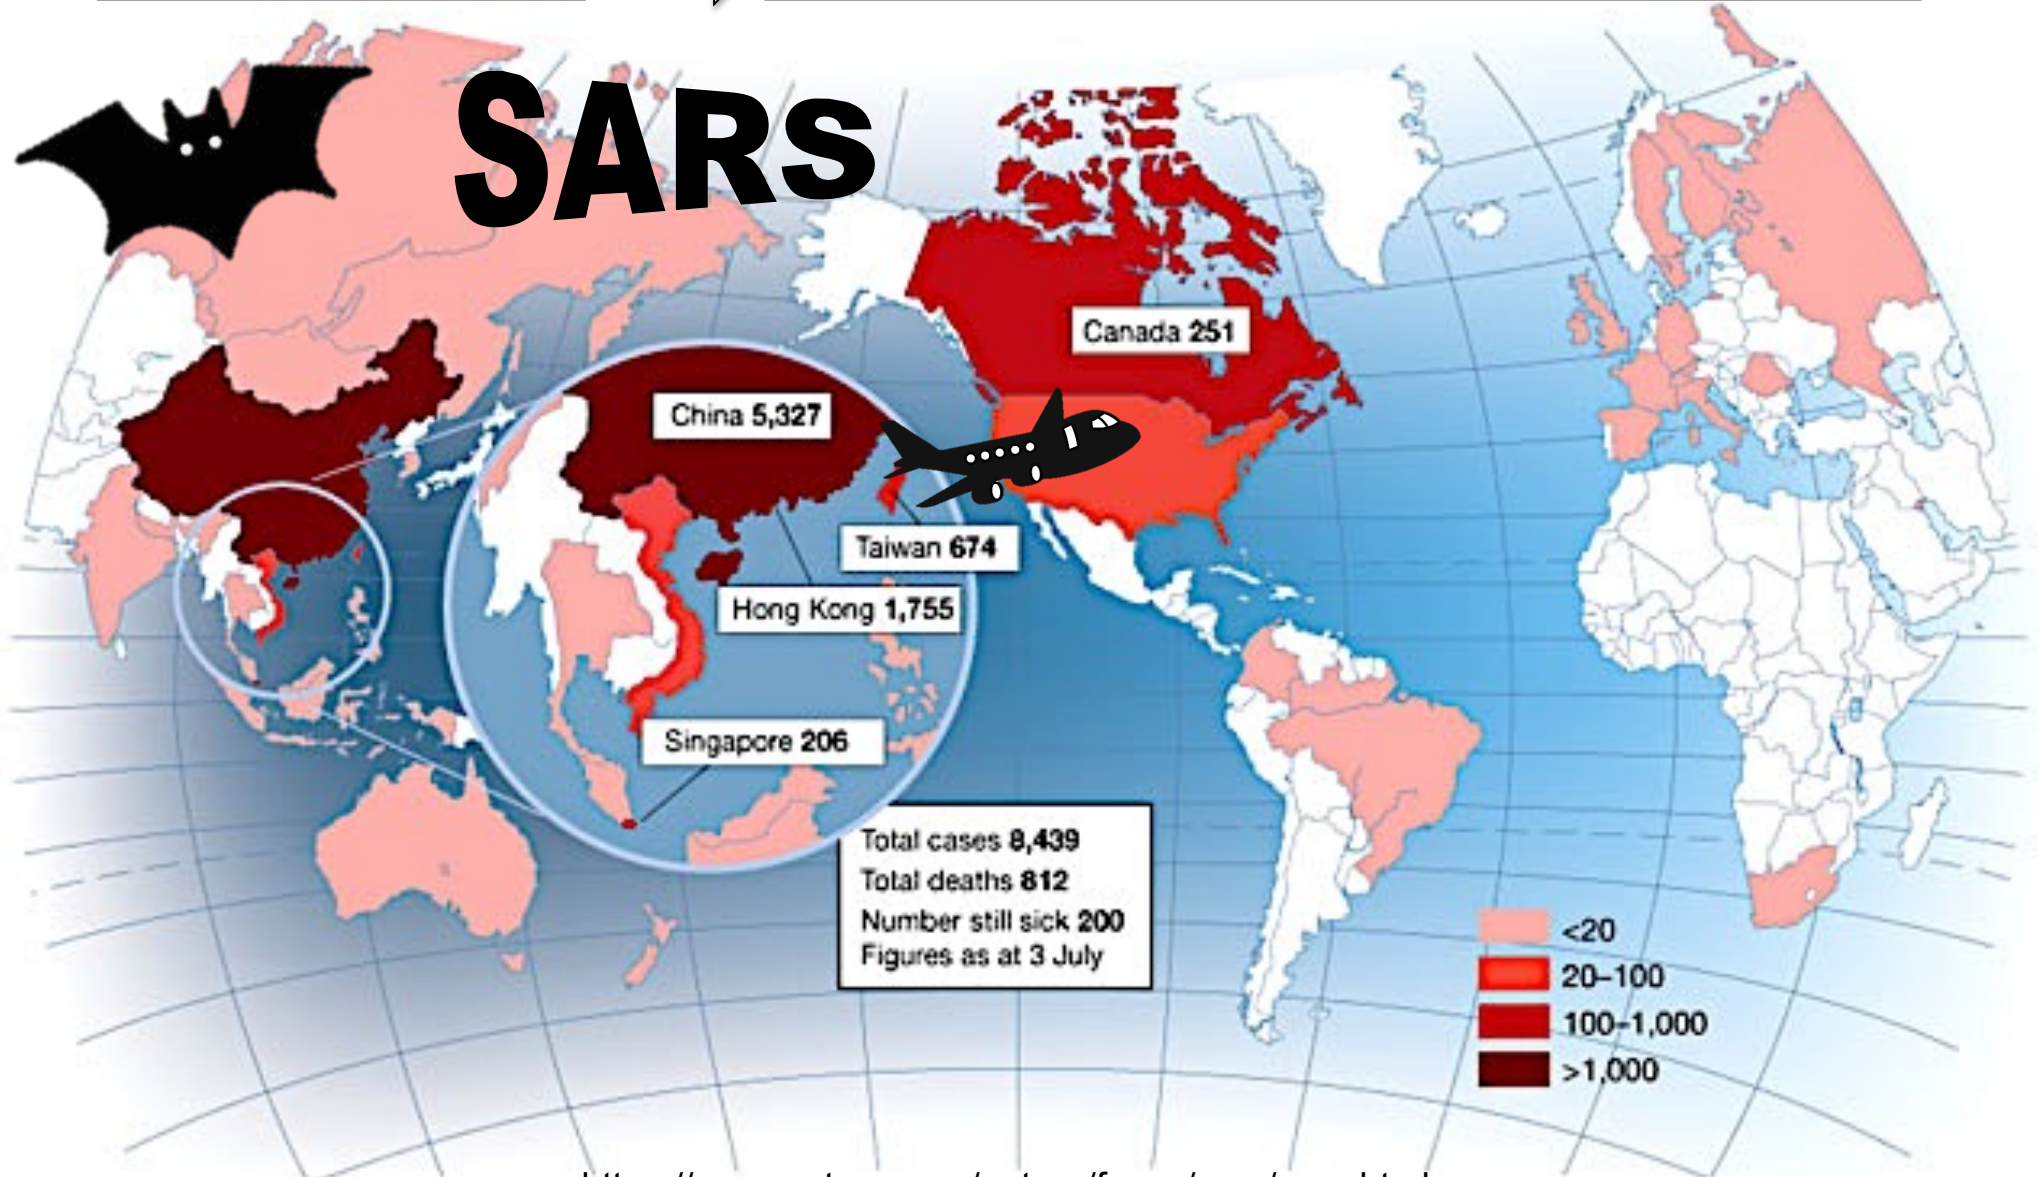 SARS
Canada 251
China 5,327
Taiwan 674
Hong Kong 1,755
Singapore 206
Total cases 8,439
Total deaths 812
Number still sick 200
Figures as at 3 July
<20
20–100
100–1,000
>1,000